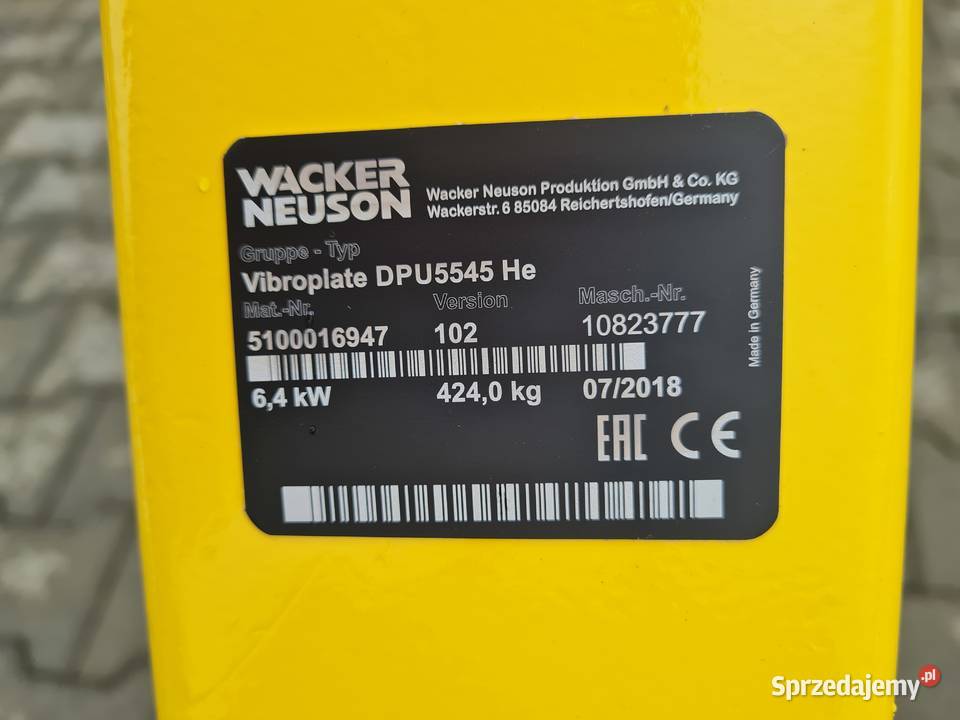 WACKER
NEUSON
Wacker Neuson Produktion GmbH & Co. KG
Wackerstr. 6 85084 Reichertshofen/Germany
Gruppe - Typ
Vibroplate DPU5545 He
Mat.-Nr. Version Masch.-Nr.
5100016947 102 10823777
6,4 kW 424,0 kg 07/2018
EAC CE
Made in Germany
Sprzedajemy.pl